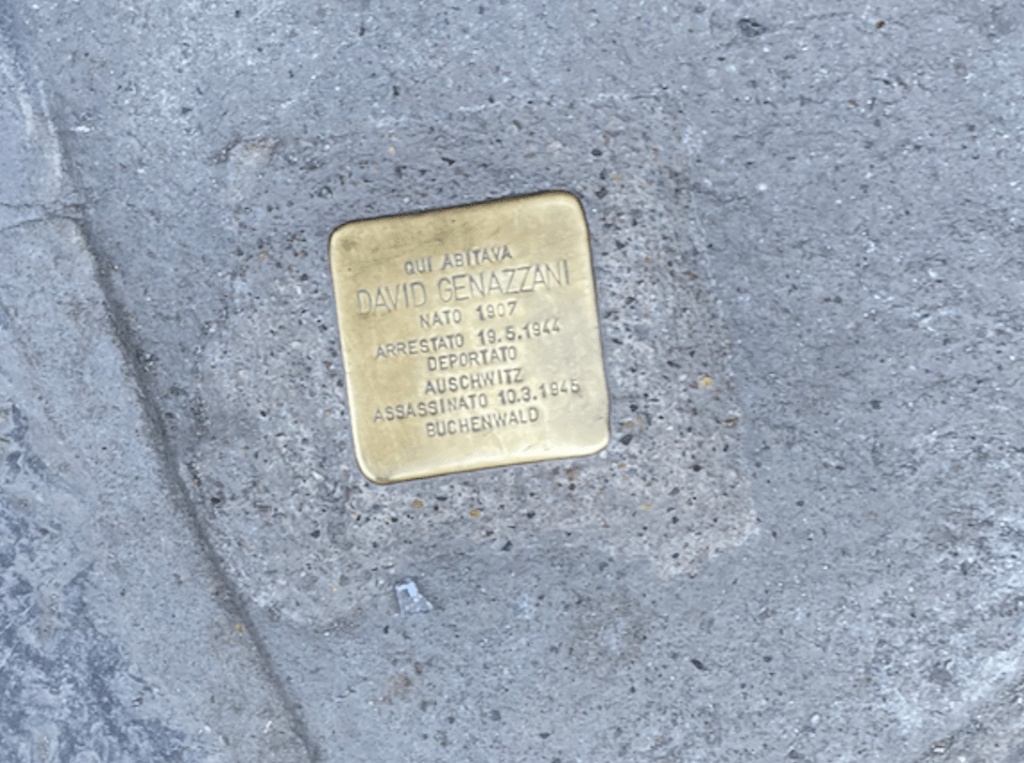 QUI ABITAVA
DAVID GENAZZANI
NATO 1907
ARRESTATO 19.5.1944
DEPORTATO
AUSCHWITZ
ASSASSINATO 10.3.1945
BUCHENWALD